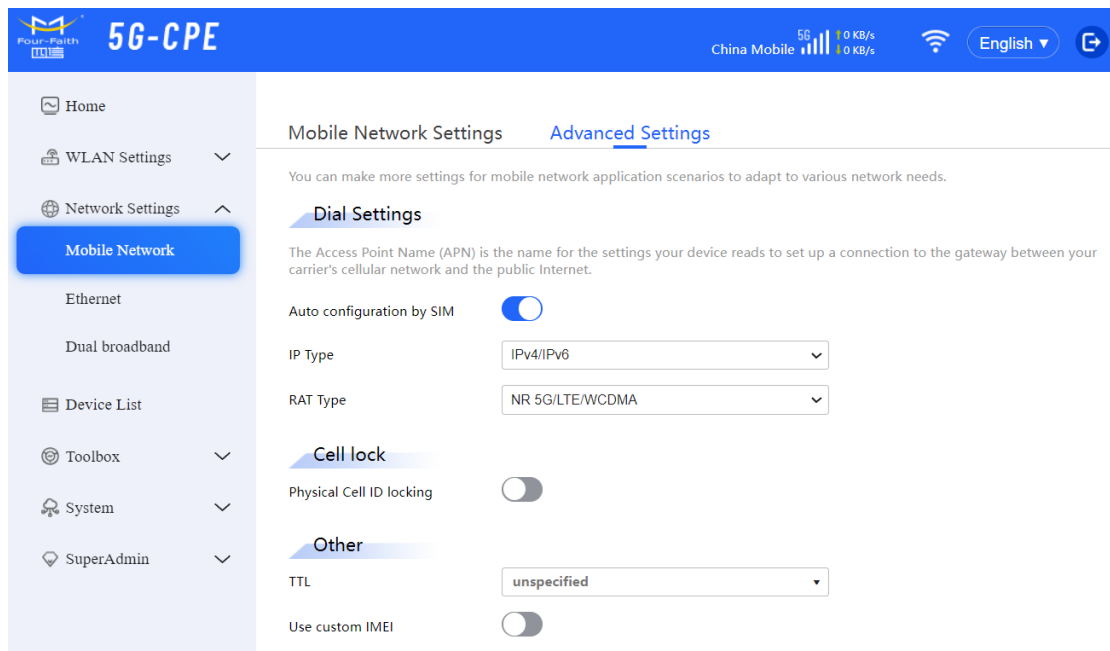 Four-Faith
四信
5G-CPE
China Mobile
5G
0 KB/s
0 KB/s
English
Home
WLAN Settings
Network Settings
Mobile Network
Ethernet
Dual broadband
Device List
Toolbox
System
SuperAdmin
Mobile Network Settings
Advanced Settings
You can make more settings for mobile network application scenarios to adapt to various network needs.
Dial Settings
The Access Point Name (APN) is the name for the settings your device reads to set up a connection to the gateway between your
carrier's cellular network and the public Internet.
Auto configuration by SIM
IP Type
IPv4/IPv6
RAT Type
NR 5G/LTE/WCDMA
Cell lock
Physical Cell ID locking
Other
TTL
unspecified
Use custom IMEI